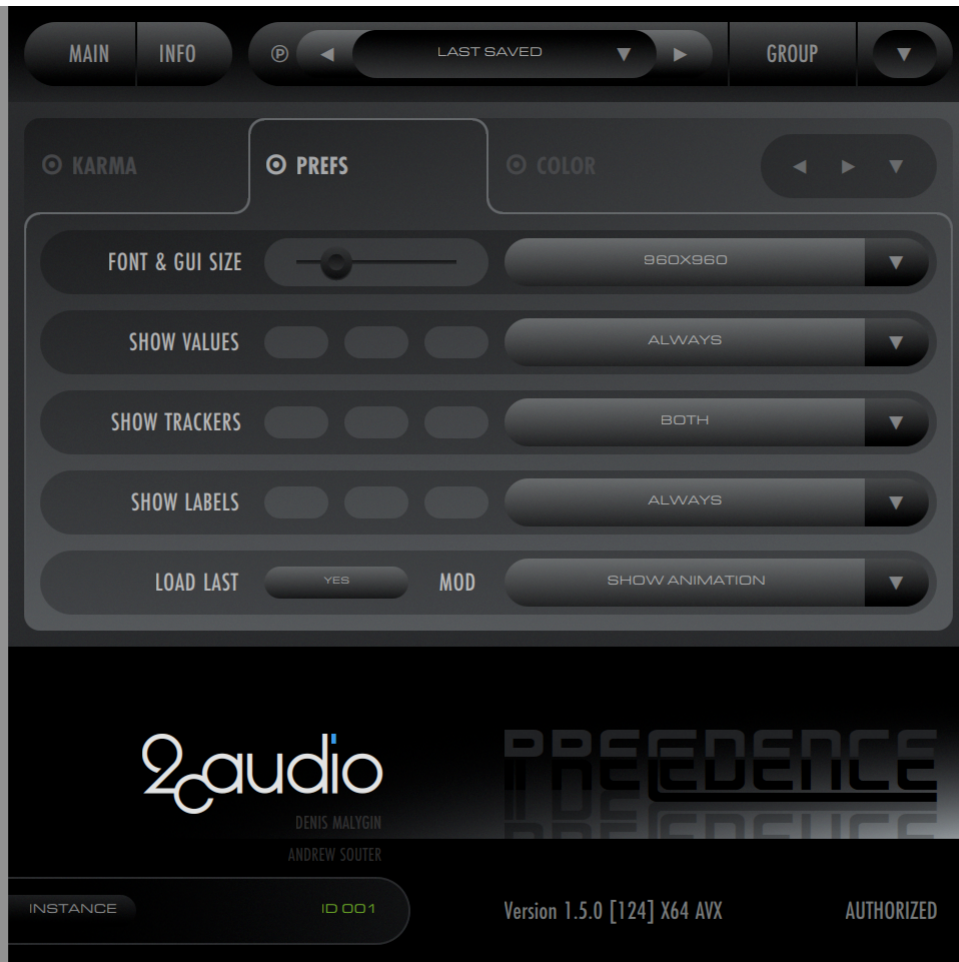 MAIN INFO Ⓟ LAST SAVED GROUP
KARMA PREFS COLOR
FONT & GUI SIZE 960X960
SHOW VALUES ALWAYS
SHOW TRACKERS BOTH
SHOW LABELS ALWAYS
LOAD LAST YES MOD SHOW ANIMATION
2caudio PRECEDENCE
DENIS MALYGIN
ANDREW SOUTER
INSTANCE ID 001 Version 1.5.0 [124] X64 AVX AUTHORIZED